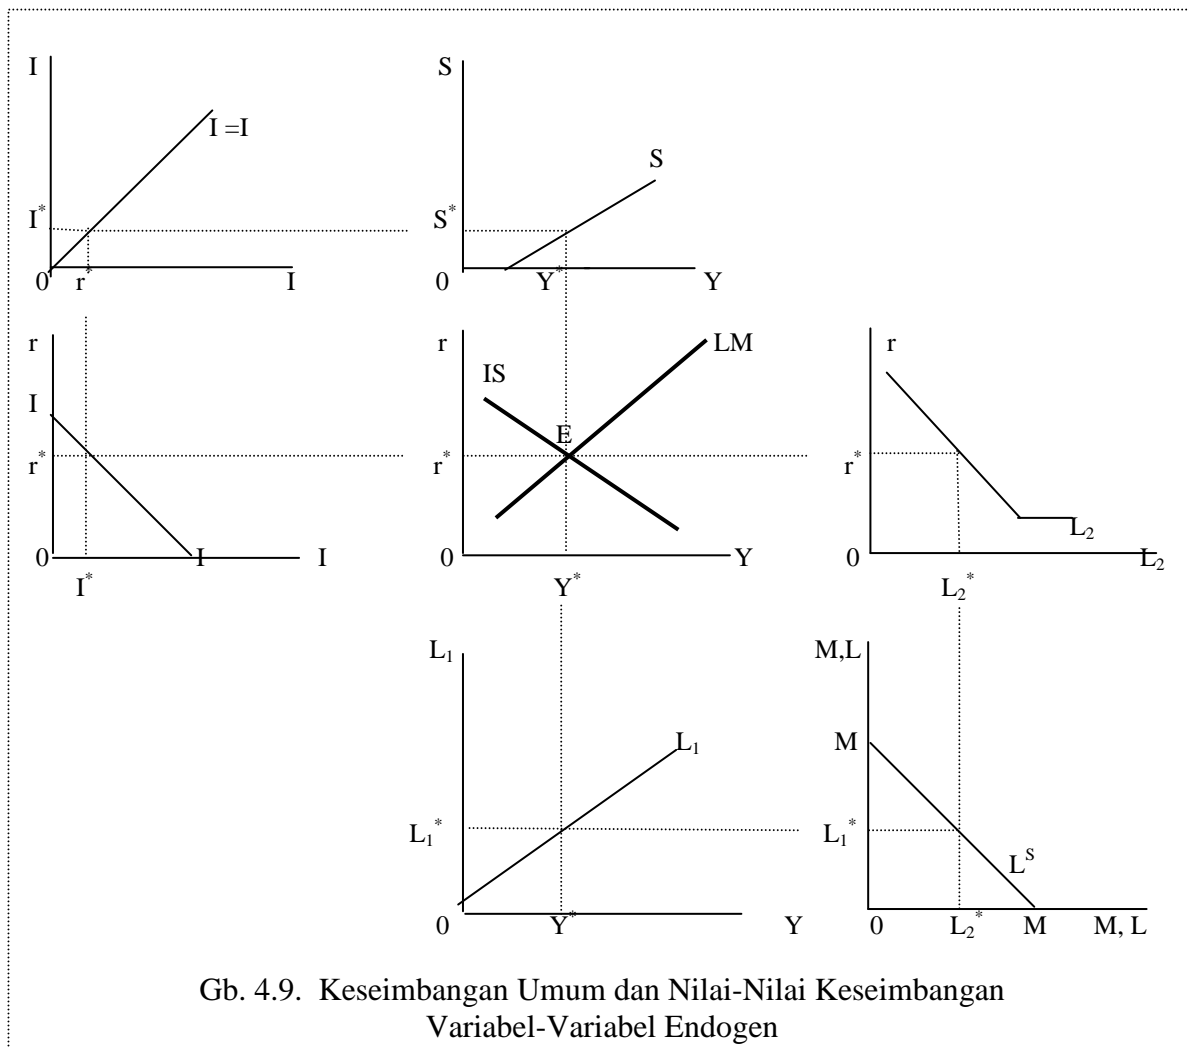 I
I =I
I*
0
r*
I
S
S
S*
0
Y*
Y
r
I
r*
0
I
I
I*
r
LM
IS
E
r*
0
Y
Y*
r
r*
L₂
0
L₂
L₂*
L₁
L₁
L₁*
0
Y*
Y
M,L
M
L₁*
Lˢ
0
L₂*
M
M, L
Gb. 4.9. Keseimbangan Umum dan Nilai-Nilai Keseimbangan
Variabel-Variabel Endogen